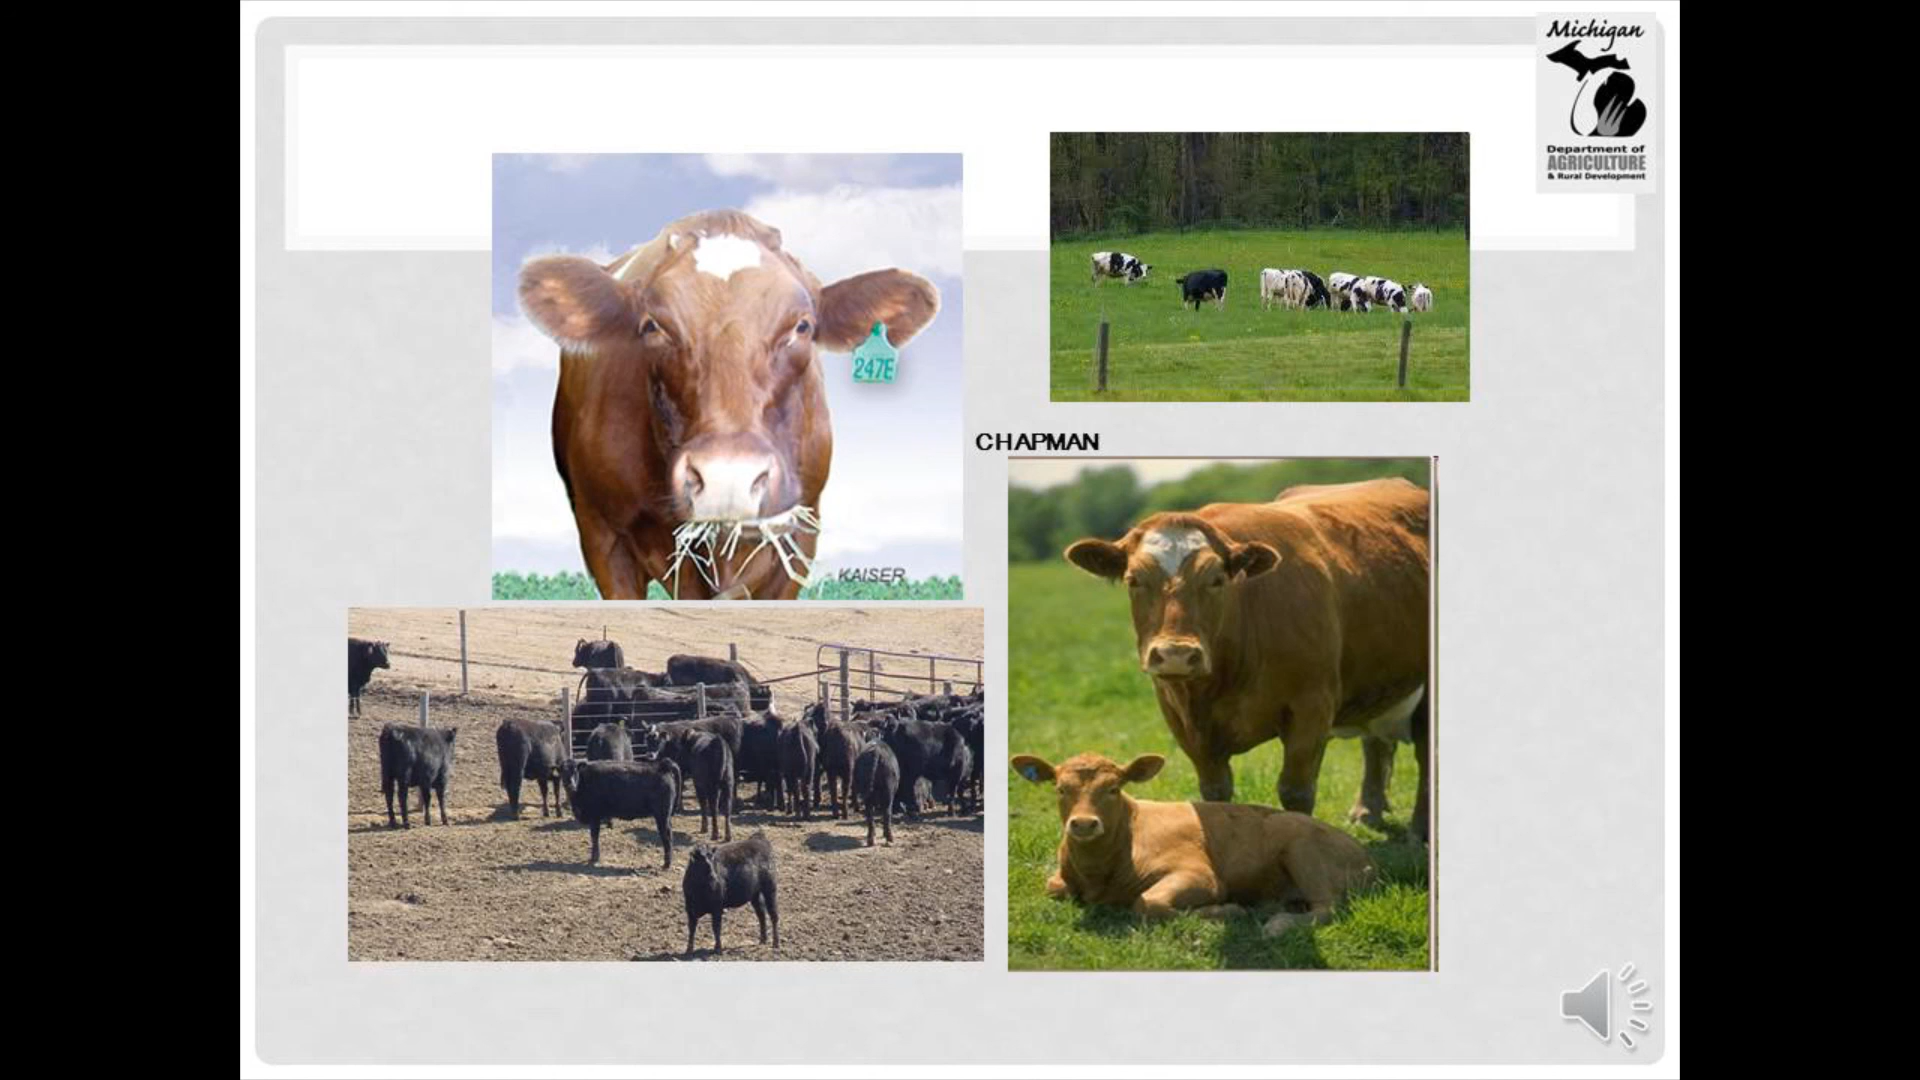 Michigan
Department of
AGRICULTURE
& Rural Development
247E
CHAPMAN
KAISER